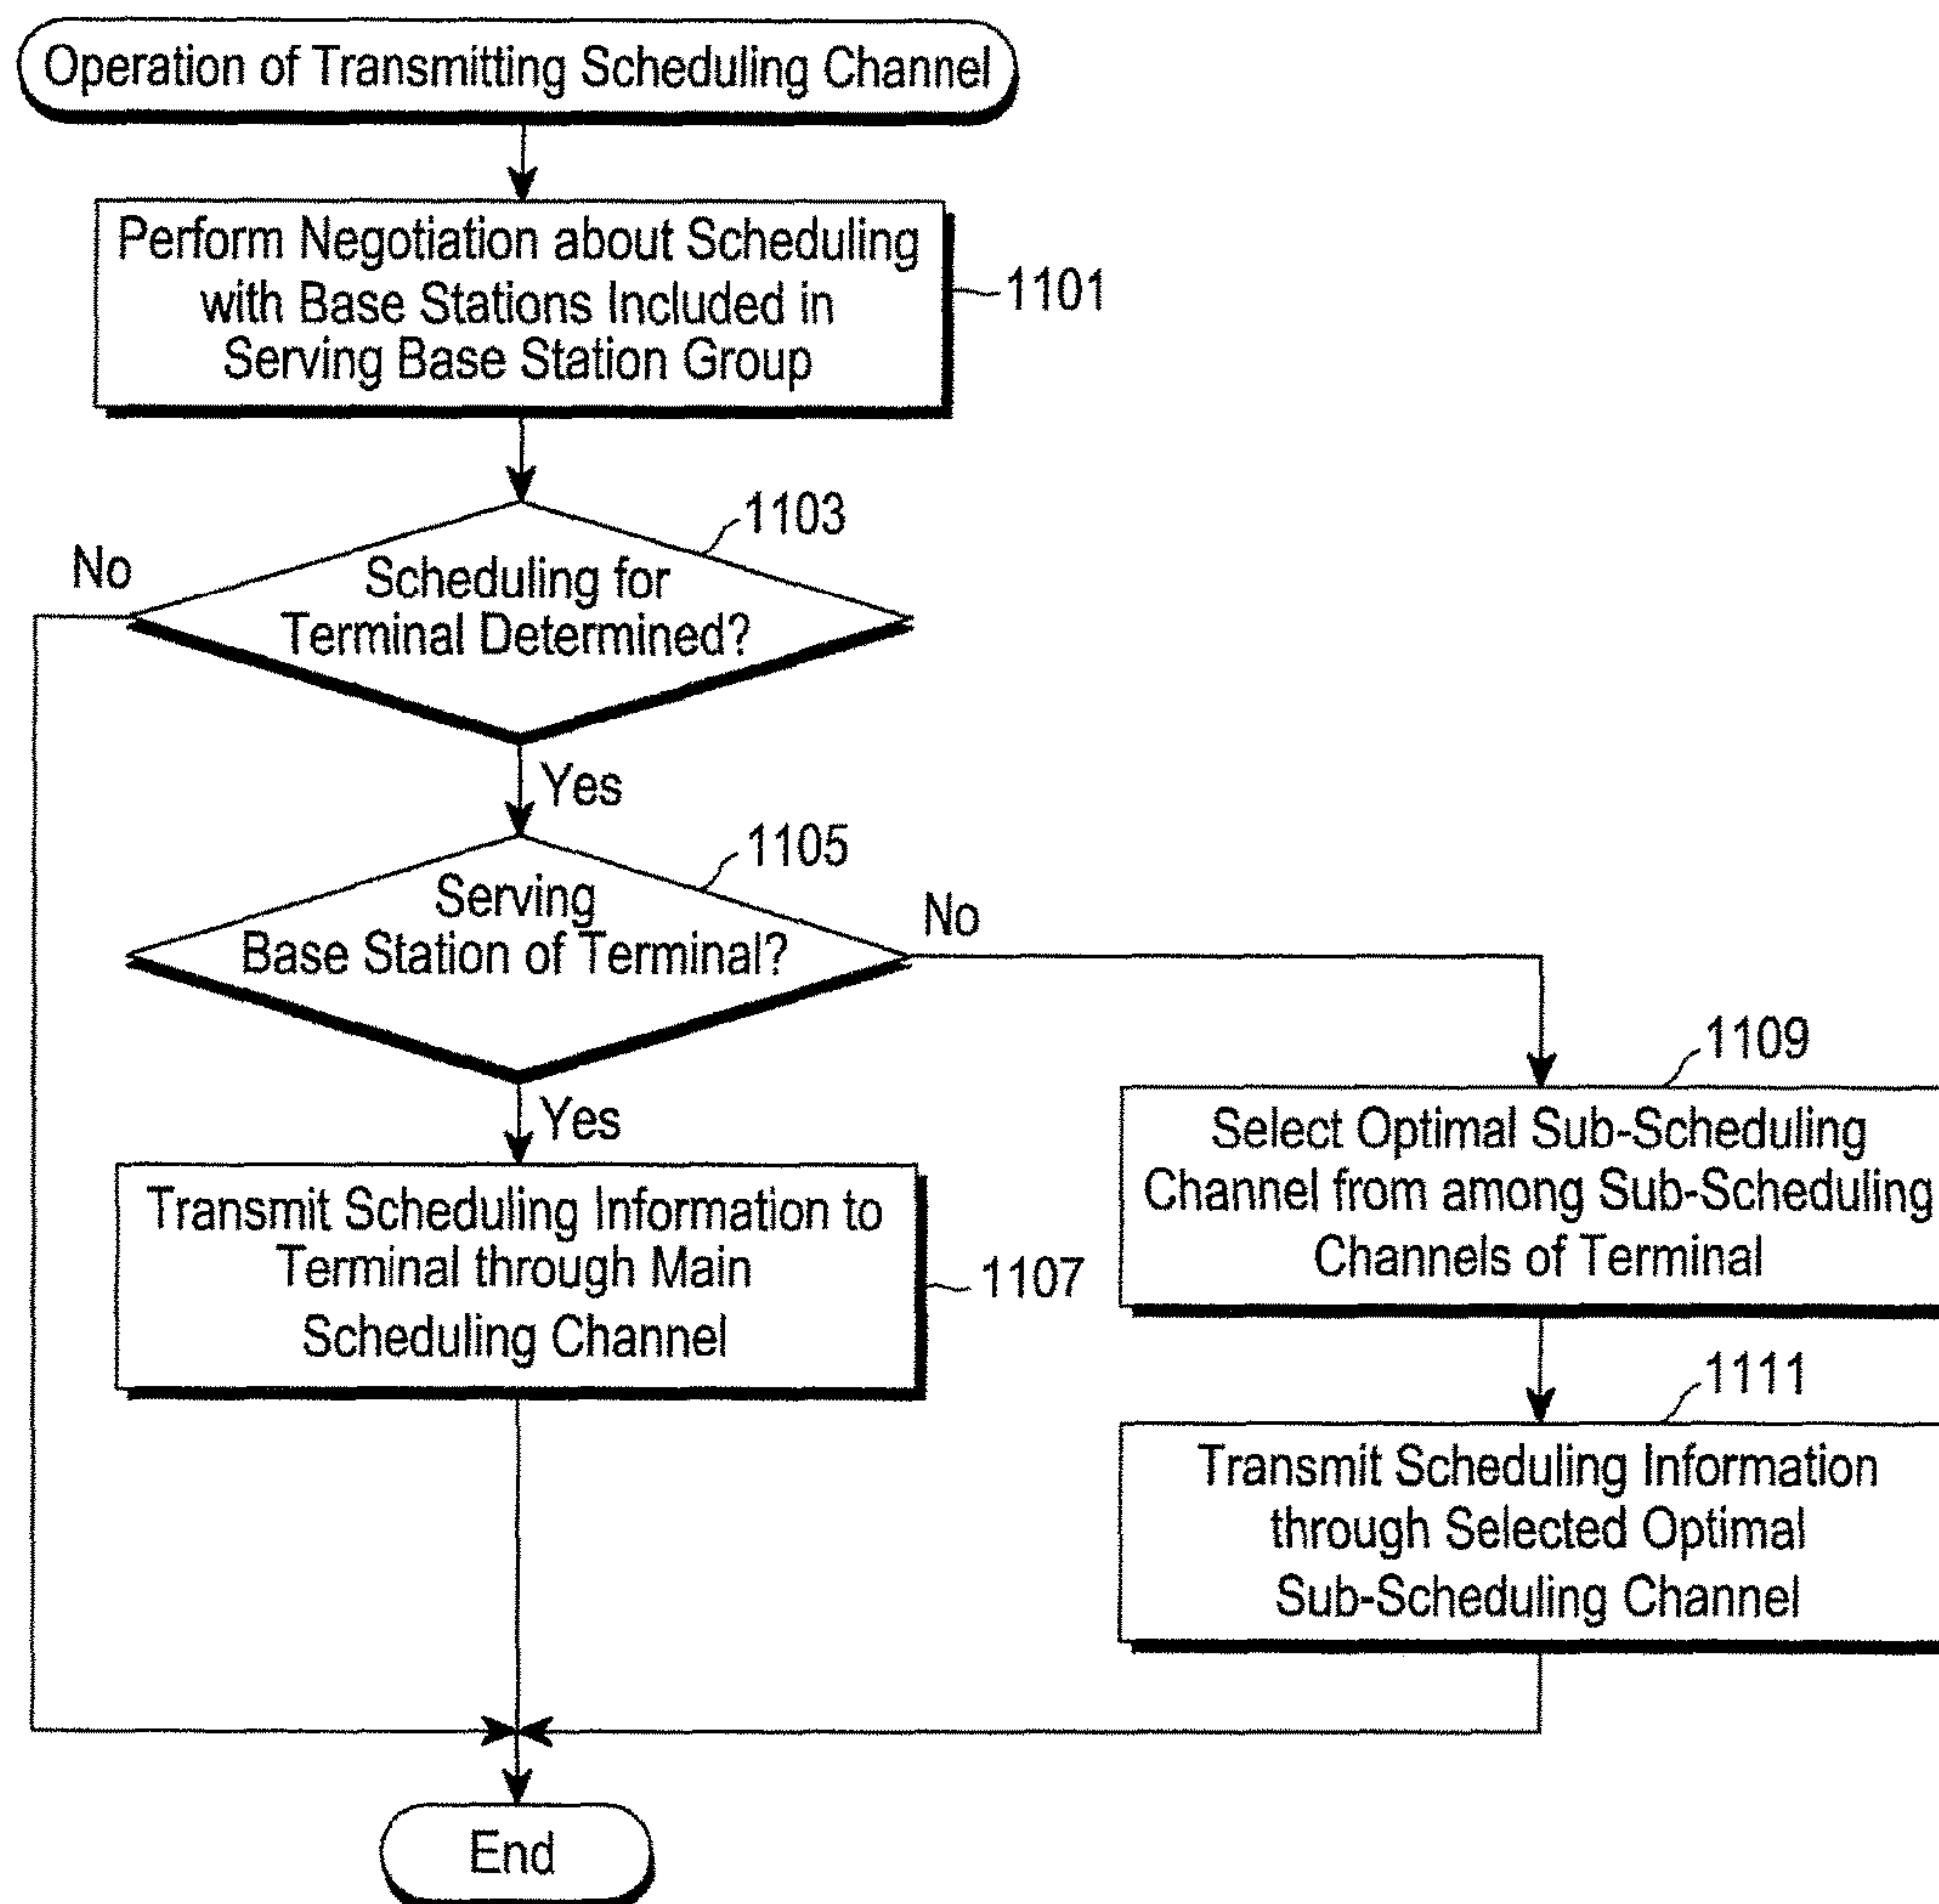 Operation of Transmitting Scheduling Channel
Perform Negotiation about Scheduling
with Base Stations Included in
Serving Base Station Group
1101
1103
No
Scheduling for
Terminal Determined?
Yes
1105
Serving
Base Station of Terminal?
No
Yes
1109
Select Optimal Sub-Scheduling
Channel from among Sub-Scheduling
Channels of Terminal
Transmit Scheduling Information to
Terminal through Main
Scheduling Channel
1107
1111
Transmit Scheduling Information
through Selected Optimal
Sub-Scheduling Channel
End